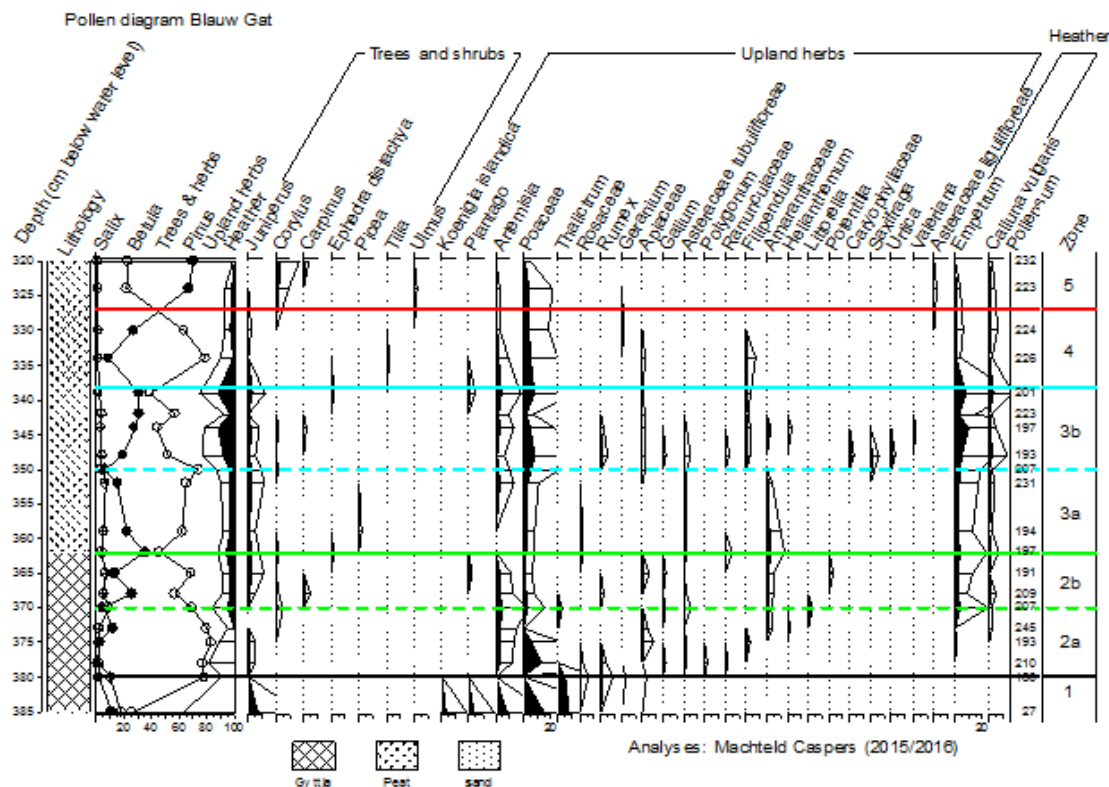 Pollen diagram Blauw Gat
Trees and shrubs
Upland herbs
Heather
Depth (cm below water level)
Lithology
Salix
Betula
Trees & herbs
Pinus
Upland herbs
Heather
Juniperus
Corylus
Carpinus
Ephedra distachya
Picea
Tilia
Ulmus
Koenigia islandica
Plantago
Artemisia
Poaceae
Thalictrum
Rosaceae
Rumex
Geranium
Apiaceae
Galium
Asteraceae tubulifloreae
Polygonum
Ranunculaceae
Filipendula
Amaranthaceae
Helianthemum
Potentilla
Caryophyllaceae
Saxifraga
Urtica
Valeriana
Asteraceae ligulifloreae
Empetrum
Calluna vulgaris
Pollensum
Zone
320
325
330
335
340
345
350
355
360
365
370
375
380
385
232
223
224
226
201
223
197
193
231
194
197
191
209
207
245
193
210
27
5
4
3b
3a
2b
2a
1
20 40 60 80 100
20
20
Gyttja
Peat
sand
Analyses: Machteld Caspers (2015/2016)